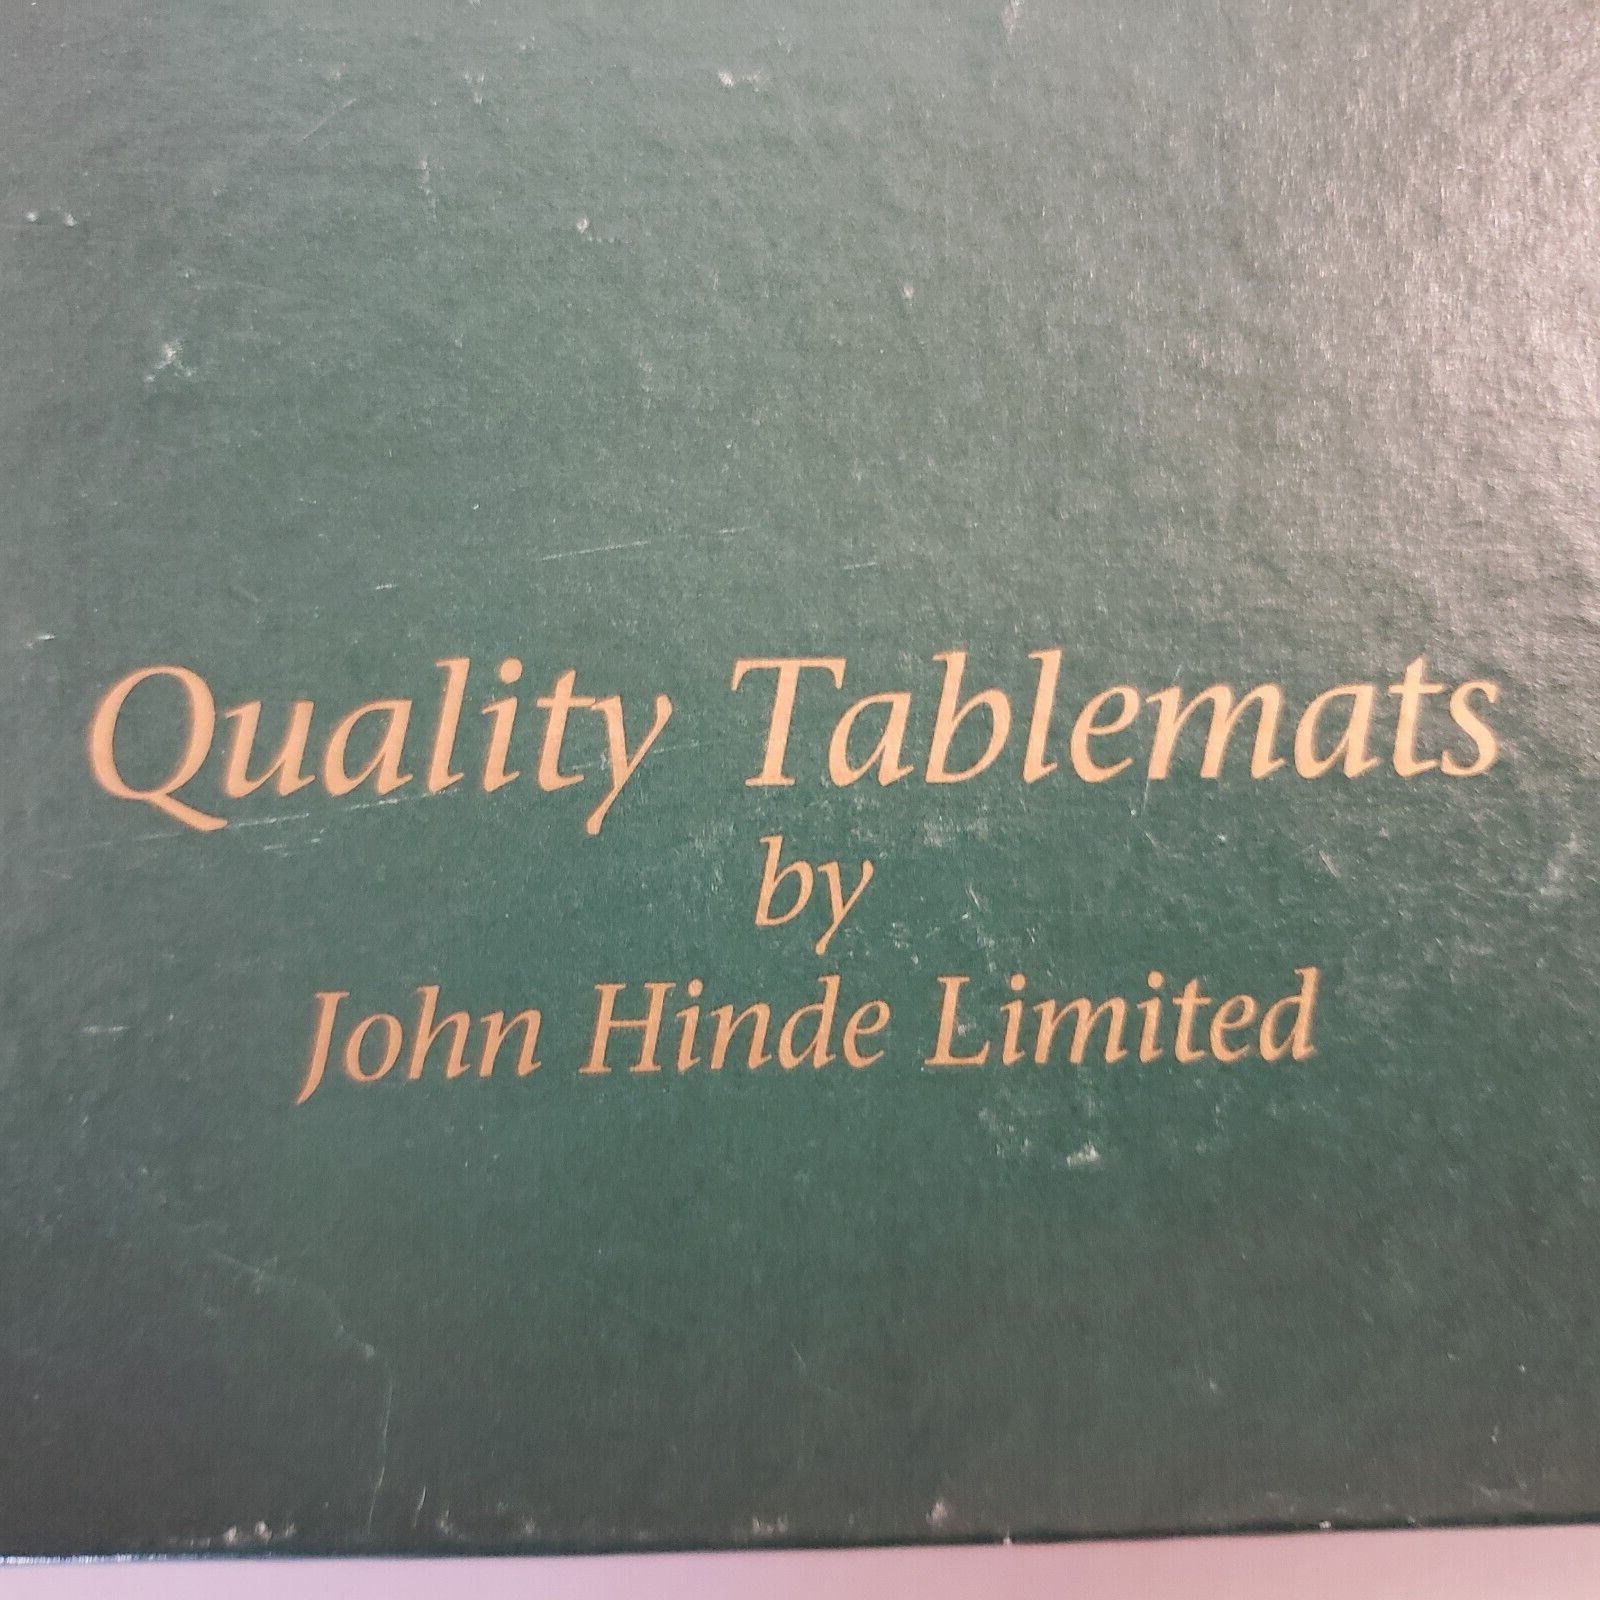 Quality Tablemats
by
John Hinde Limited